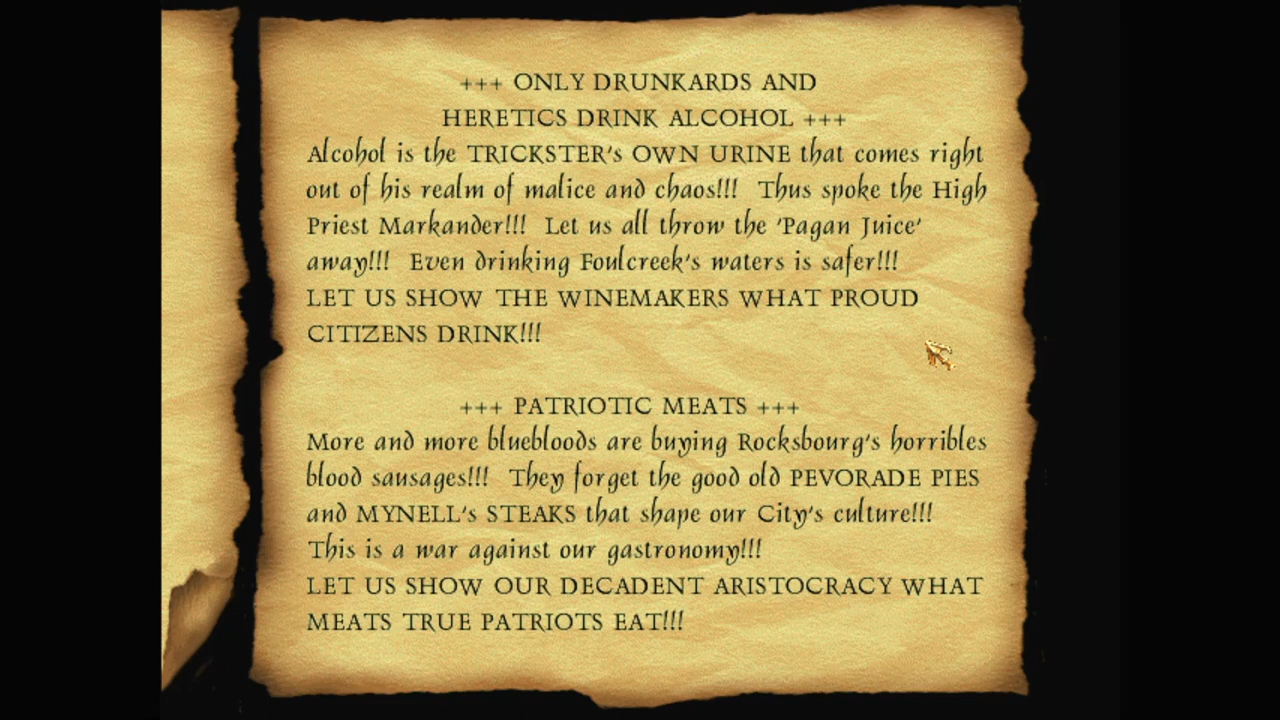 +++ ONLY DRUNKARDS AND
HERETICS DRINK ALCOHOL +++
Alcohol is the TRICKSTER's OWN URINE that comes right
out of his realm of malice and chaos!!! Thus spoke the High
Priest Markander!!! Let us all throw the 'Pagan Juice'
away!!! Even drinking Foulcreek's waters is safer!!!
LET US SHOW THE WINEMAKERS WHAT PROUD
CITIZENS DRINK!!!
+++ PATRIOTIC MEATS +++
More and more bluebloods are buying Rocksbourg's horribles
blood sausages!!! They forget the good old PEVORADE PIES
and MYNELL's STEAKS that shape our City's culture!!!
This is a war against our gastronomy!!!
LET US SHOW OUR DECADENT ARISTOCRACY WHAT
MEATS TRUE PATRIOTS EAT!!!